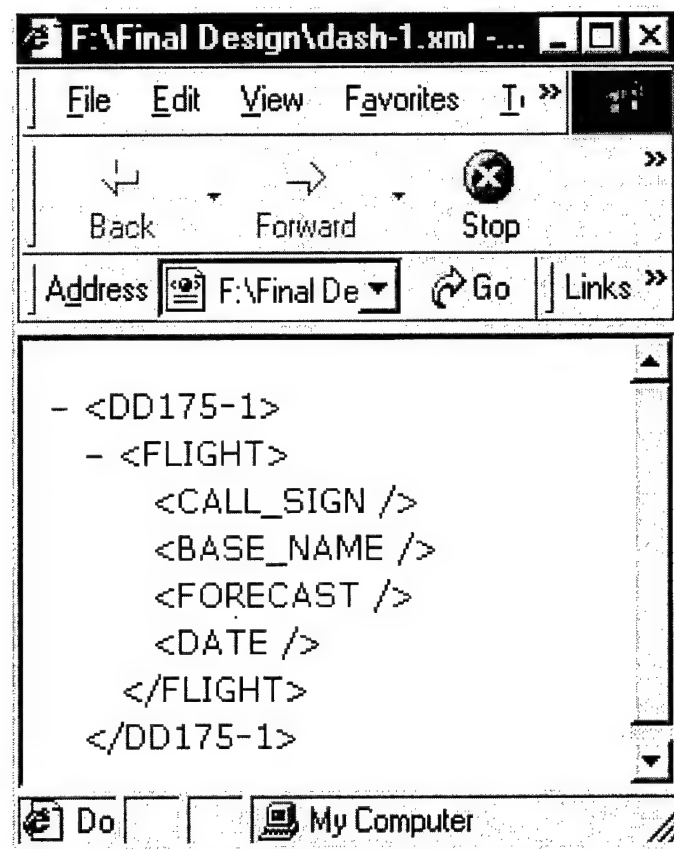 F:\Final Design\dash-1.xml -...
File Edit View Favorites »
Back Forward Stop »
Address F:\Final De Go Links »
- <DD175-1>
- <FLIGHT>
<CALL_SIGN />
<BASE_NAME />
<FORECAST />
<DATE />
</FLIGHT>
</DD175-1>
Do My Computer